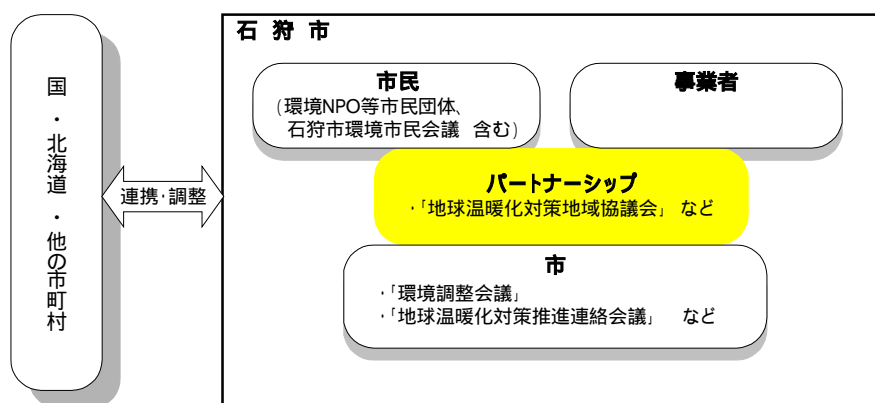 石 狩 市
市民
(環境NPO等市民団体、
石狩市環境市民会議 含む)
事業者
国・北海道・他の市町村
連携・調整
パートナーシップ
・「地球温暖化対策地域協議会」 など
市
・「環境調整会議」
・「地球温暖化対策推進連絡会議」 など